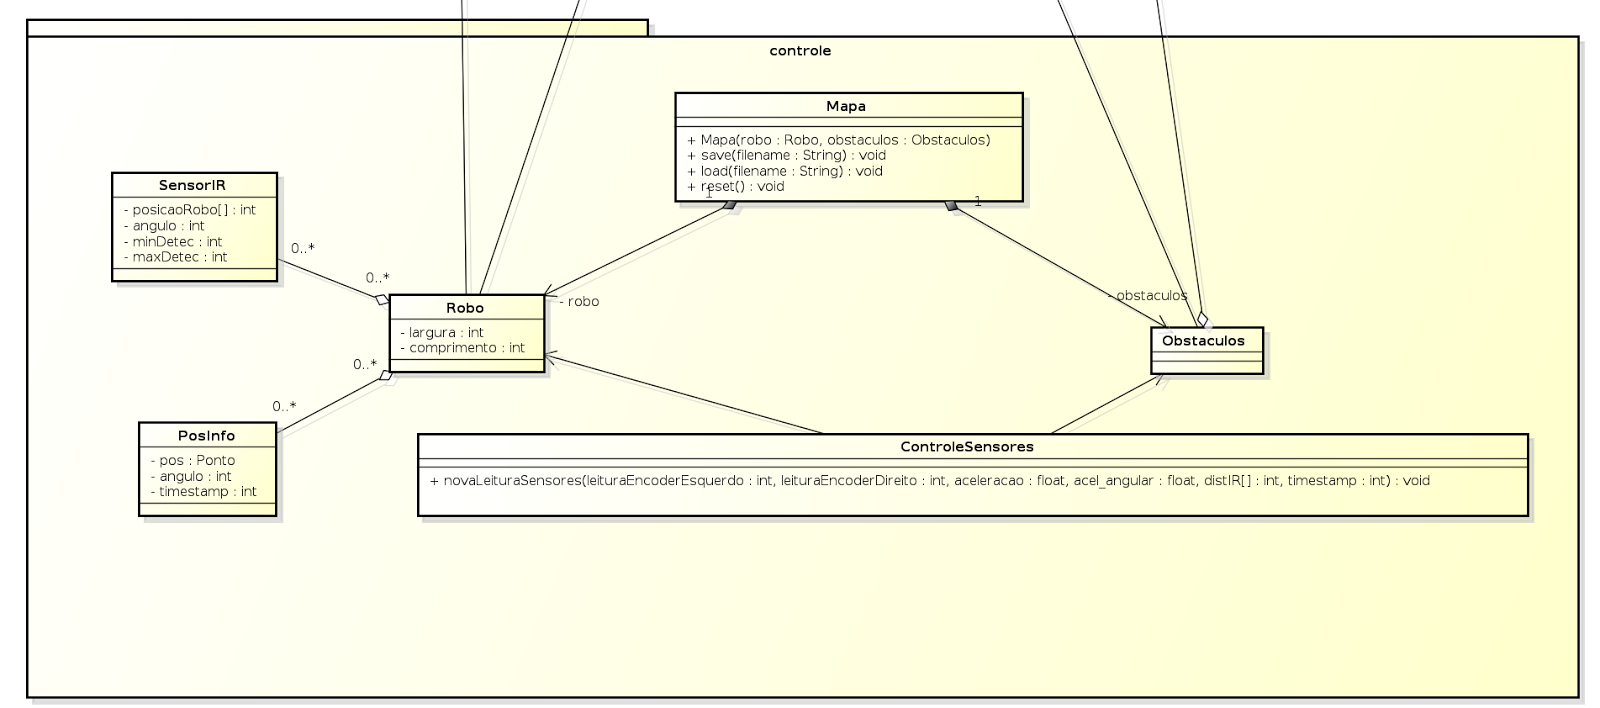 controle
Mapa
+ Mapa(robo : Robo, obstaculos : Obstaculos)
+ save(filename : String) : void
+ load(filename : String) : void
+ reset() : void
1
1
SensorIR
- posicaoRobo[] : int
- angulo : int
- minDetec : int
- maxDetec : int
0..*
0..*
Robo
- largura : int
- comprimento : int
- robo
- obstaculos
Obstaculos
0..*
0..*
PosInfo
- pos : Ponto
- angulo : int
- timestamp : int
ControleSensores
+ novaLeituraSensores(leituraEncoderEsquerdo : int, leituraEncoderDireito : int, aceleracao : float, acel_angular : float, distIR[] : int, timestamp : int) : void